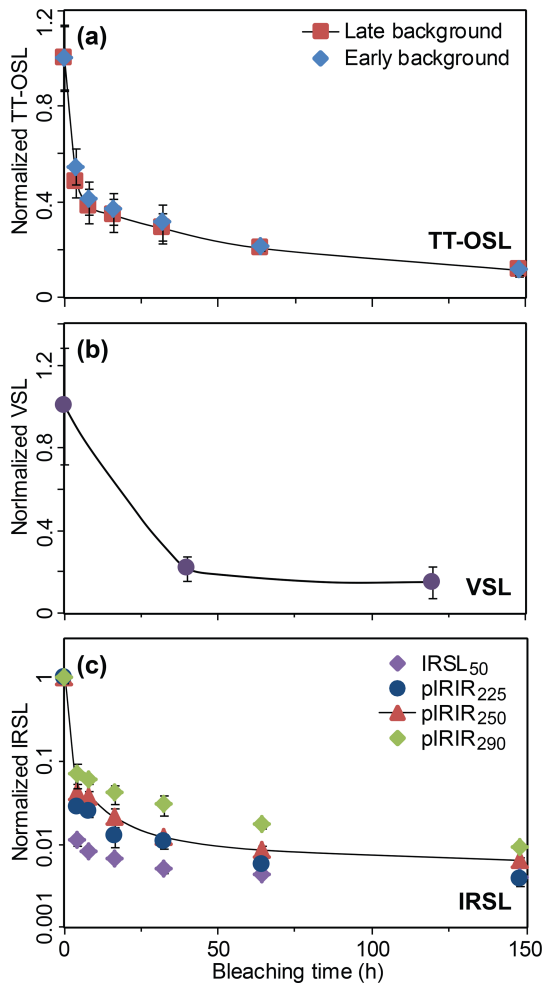 (a)
Late background
Early background
Normalized TT-OSL
1.2
0.8
0.4
0
TT-OSL
(b)
Normalized VSL
1.2
0.8
0.4
0
VSL
(c)
IRSL50
pIRIR225
pIRIR250
pIRIR290
Normalized IRSL
1
0.1
0.01
0.001
IRSL
0 50 100 150
Bleaching time (h)